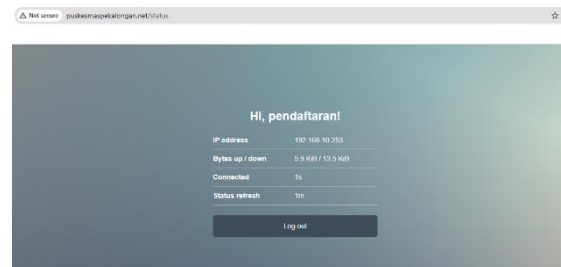 Not secure puskesmaspekalongan.net/status
Hi, pendaftaran!
IP address 192.168.10.253
Bytes up / down 5.9 KiB / 13.5 KiB
Connected 1s
Status refresh 1m
Log out